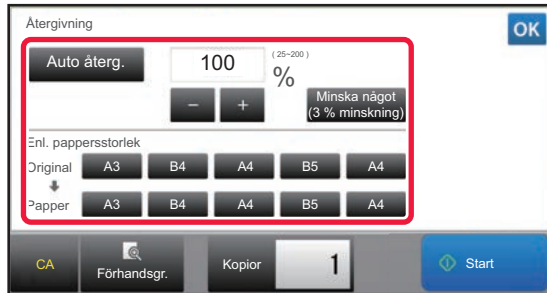 Återgivning
OK
Auto återg.
100
(25~200)
%
−
+
Minska något
(3 % minskning)
Enl. pappersstorlek
Original
A3
B4
A4
B5
A4
Papper
A3
B4
A4
B5
A4
CA
Förhandsgr.
Kopior
1
Start